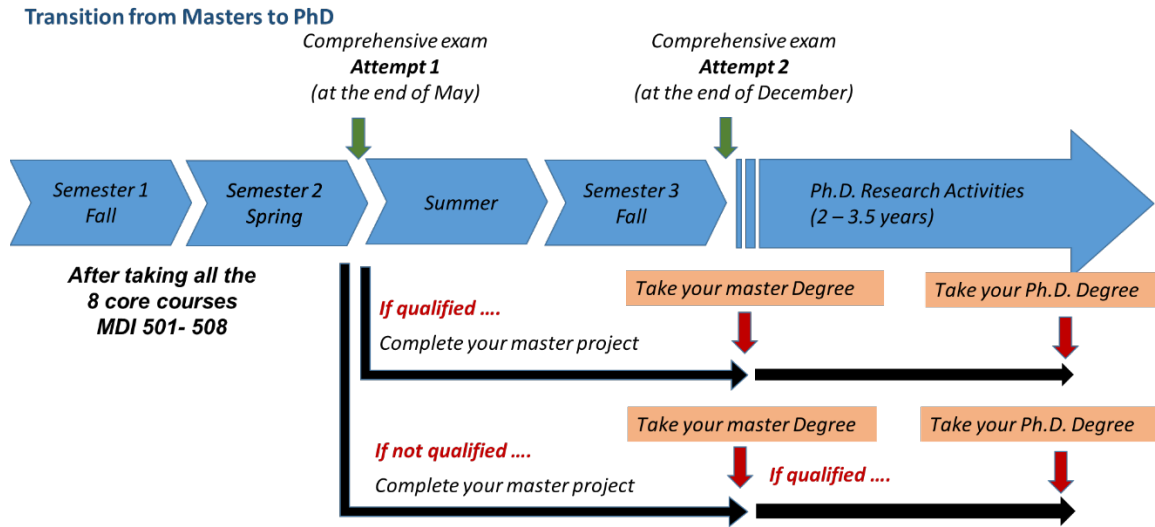 Transition from Masters to PhD
Comprehensive exam
Attempt 1
(at the end of May)
Comprehensive exam
Attempt 2
(at the end of December)
Semester 1
Fall
Semester 2
Spring
Summer
Semester 3
Fall
Ph.D. Research Activities
(2 – 3.5 years)
After taking all the
8 core courses
MDI 501- 508
If qualified ....
Complete your master project
Take your master Degree
Take your Ph.D. Degree
If not qualified ....
Complete your master project
Take your master Degree
If qualified ....
Take your Ph.D. Degree